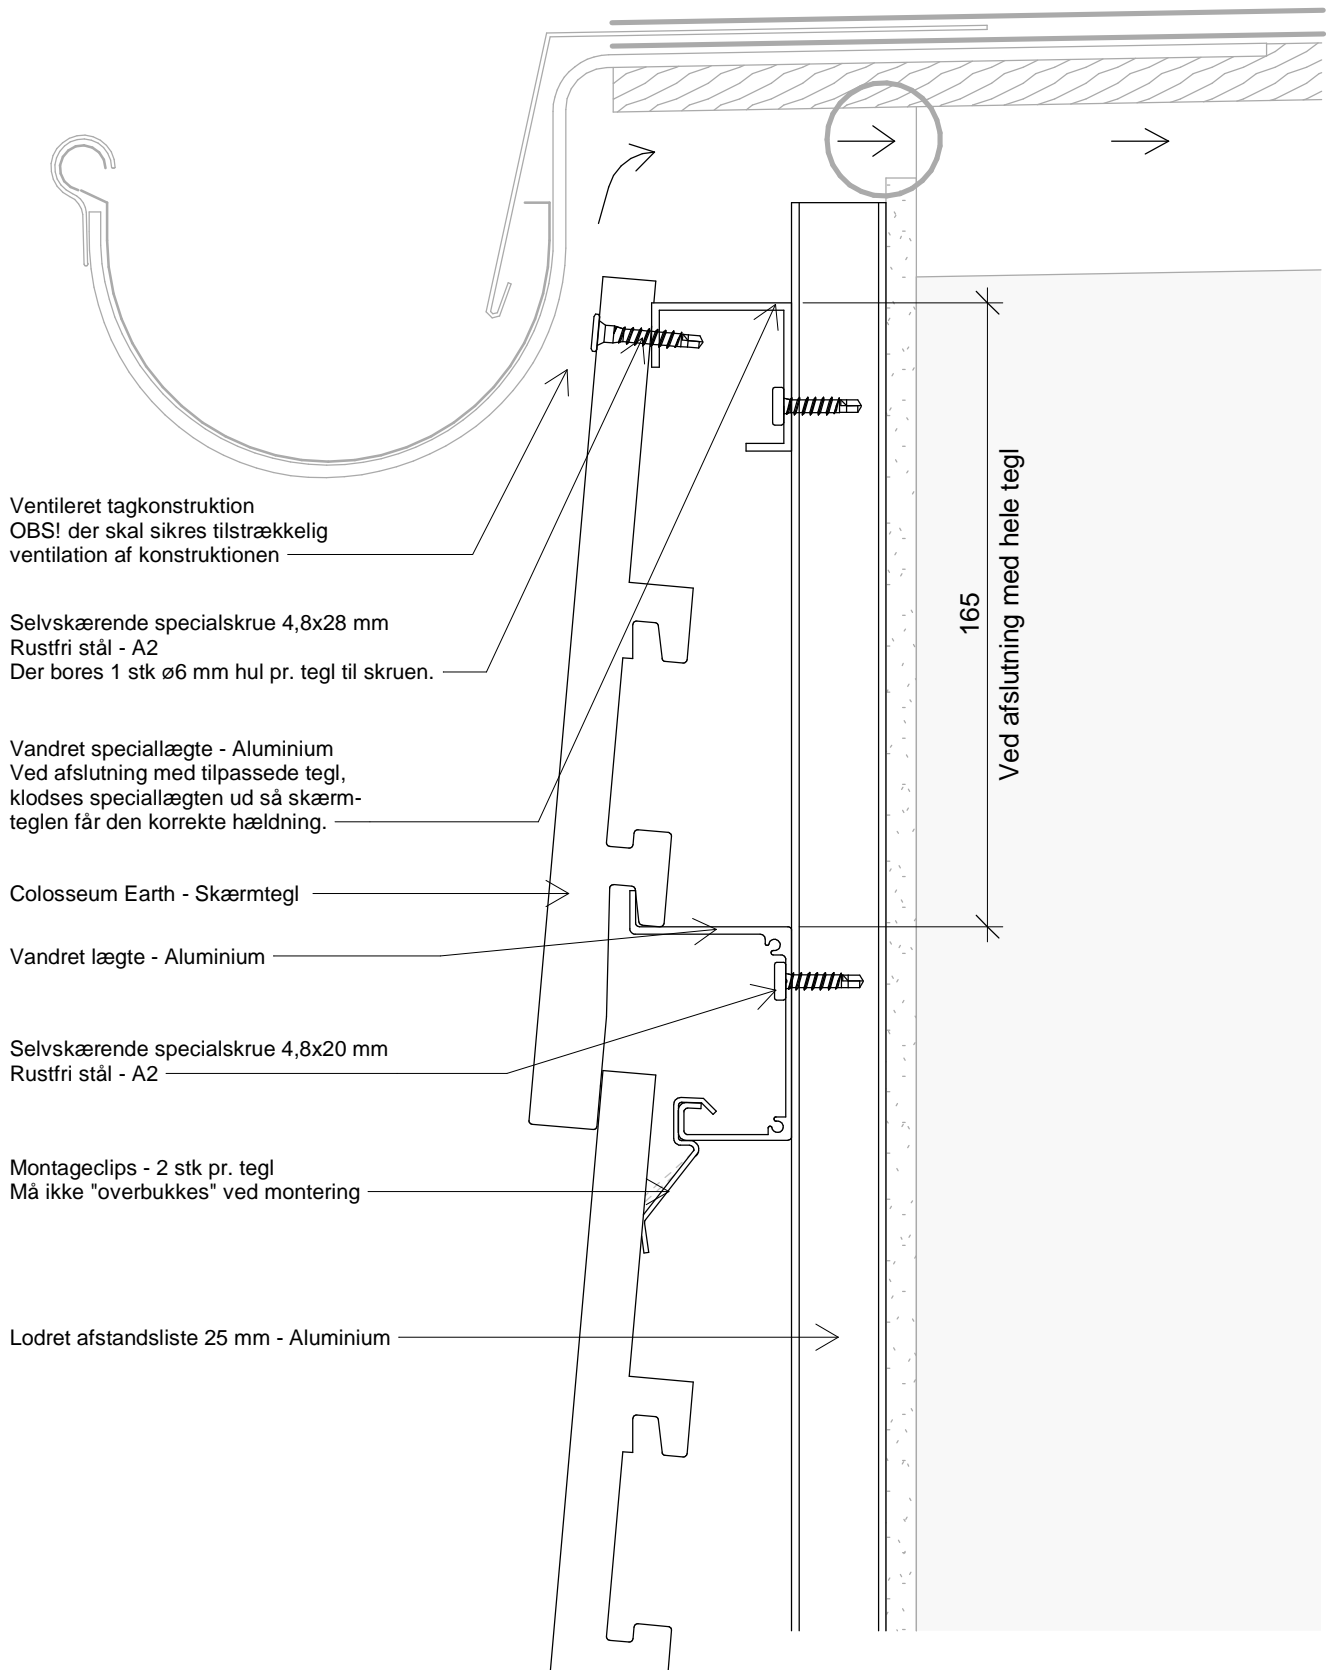 Ventileret tagkonstruktion
OBS! der skal sikres tilstrækkelig
ventilation af konstruktionen
Selvskærende specialskrue 4,8x28 mm
Rustfri stål - A2
Der bores 1 stk ø6 mm hul pr. tegl til skruen.
Vandret speciallægte - Aluminium
Ved afslutning med tilpassede tegl,
klodses speciallægten ud så skærm-
teglen får den korrekte hældning.
Colosseum Earth - Skærmtegl
Vandret lægte - Aluminium
Selvskærende specialskrue 4,8x20 mm
Rustfri stål - A2
Montageclips - 2 stk pr. tegl
Må ikke "overbukkes" ved montering
Lodret afstandsliste 25 mm - Aluminium
165
Ved afslutning med hele tegl